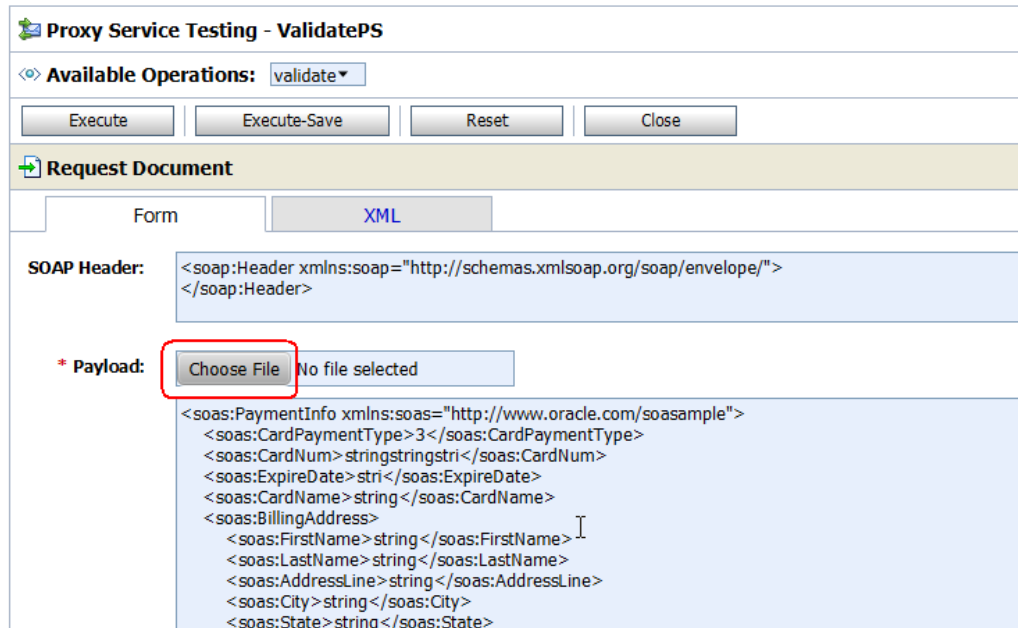 Proxy Service Testing - ValidatePS
Available Operations: validate
Execute Execute-Save Reset Close
Request Document
Form XML
SOAP Header: <soap:Header xmlns:soap="http://schemas.xmlsoap.org/soap/envelope/">
</soap:Header>
* Payload: Choose File No file selected
<soas:PaymentInfo xmlns:soas="http://www.oracle.com/soasample">
<soas:CardPaymentType>3</soas:CardPaymentType>
<soas:CardNum>stringstringstri</soas:CardNum>
<soas:ExpireDate>stri</soas:ExpireDate>
<soas:CardName>string</soas:CardName>
<soas:BillingAddress>
<soas:FirstName>string</soas:FirstName>
<soas:LastName>string</soas:LastName>
<soas:AddressLine>string</soas:AddressLine>
<soas:City>string</soas:City>
<soas:State>string</soas:State>